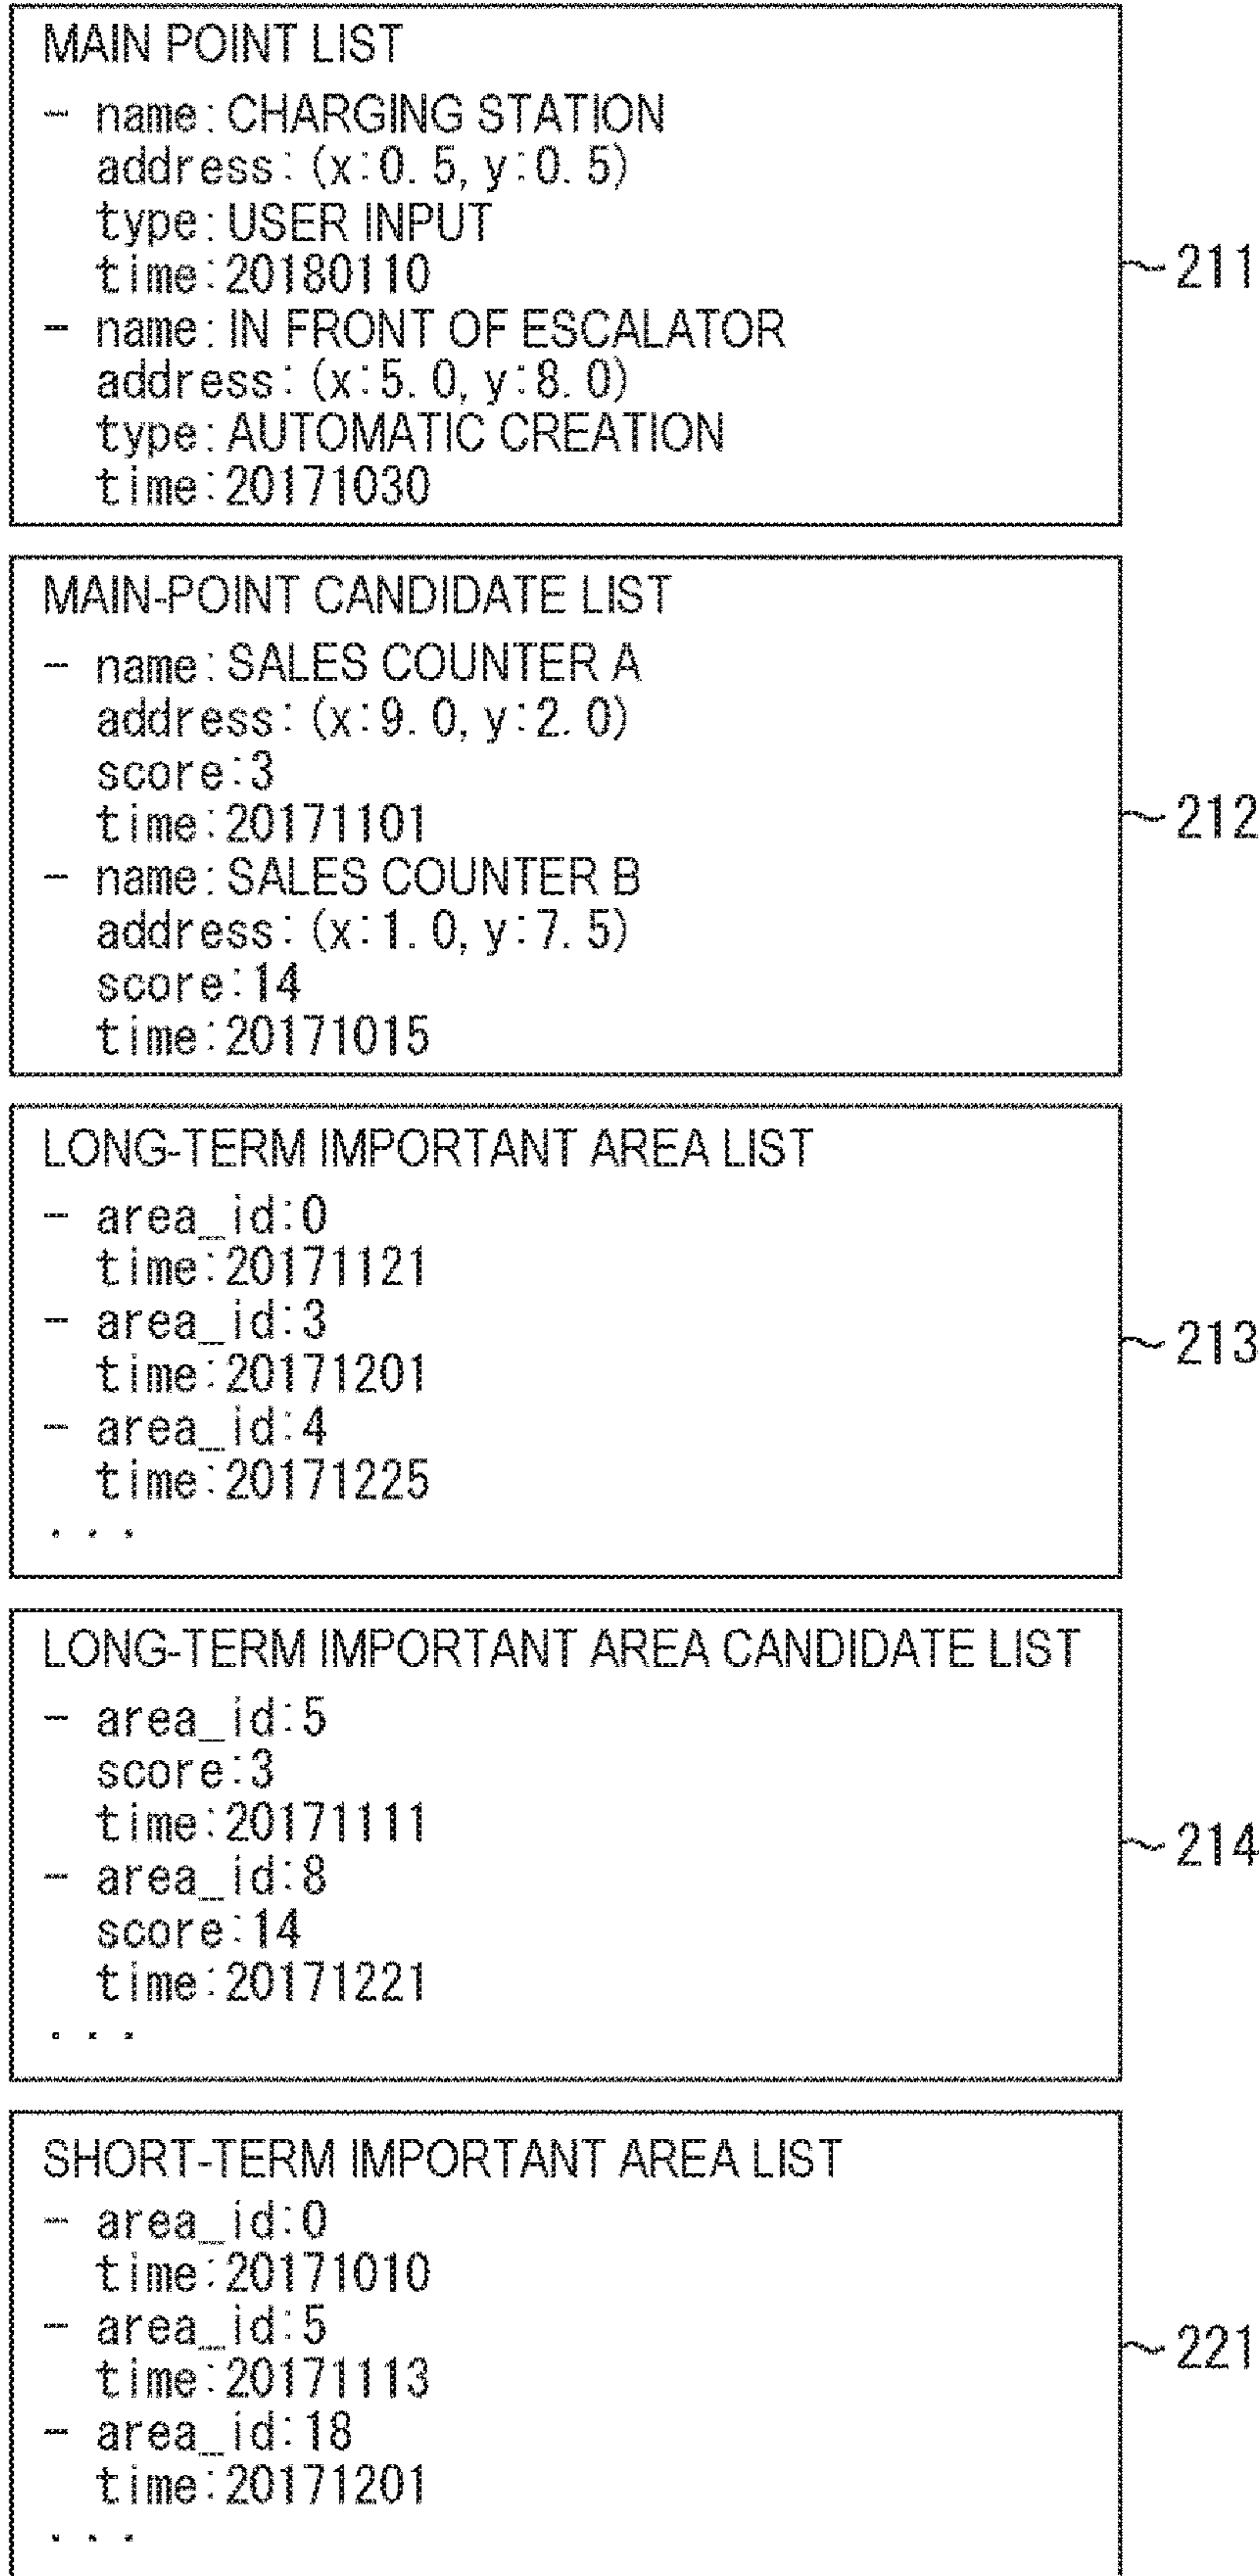 MAIN POINT LIST
- name:CHARGING STATION
address:(x:0.5, y:0.5)
type:USER INPUT
time:20180110
- name:IN FRONT OF ESCALATOR
address:(x:5.0, y:8.0)
type:AUTOMATIC CREATION
time:20171030
211
MAIN-POINT CANDIDATE LIST
- name:SALES COUNTER A
address:(x:9.0, y:2.0)
score:3
time:20171101
- name:SALES COUNTER B
address:(x:1.0, y:7.5)
score:14
time:20171015
212
LONG-TERM IMPORTANT AREA LIST
- area_id:0
time:20171121
- area_id:3
time:20171201
- area_id:4
time:20171225
...
213
LONG-TERM IMPORTANT AREA CANDIDATE LIST
- area_id:5
score:3
time:20171111
- area_id:8
score:14
time:20171221
...
214
SHORT-TERM IMPORTANT AREA LIST
- area_id:0
time:20171010
- area_id:5
time:20171113
- area_id:18
time:20171201
...
221